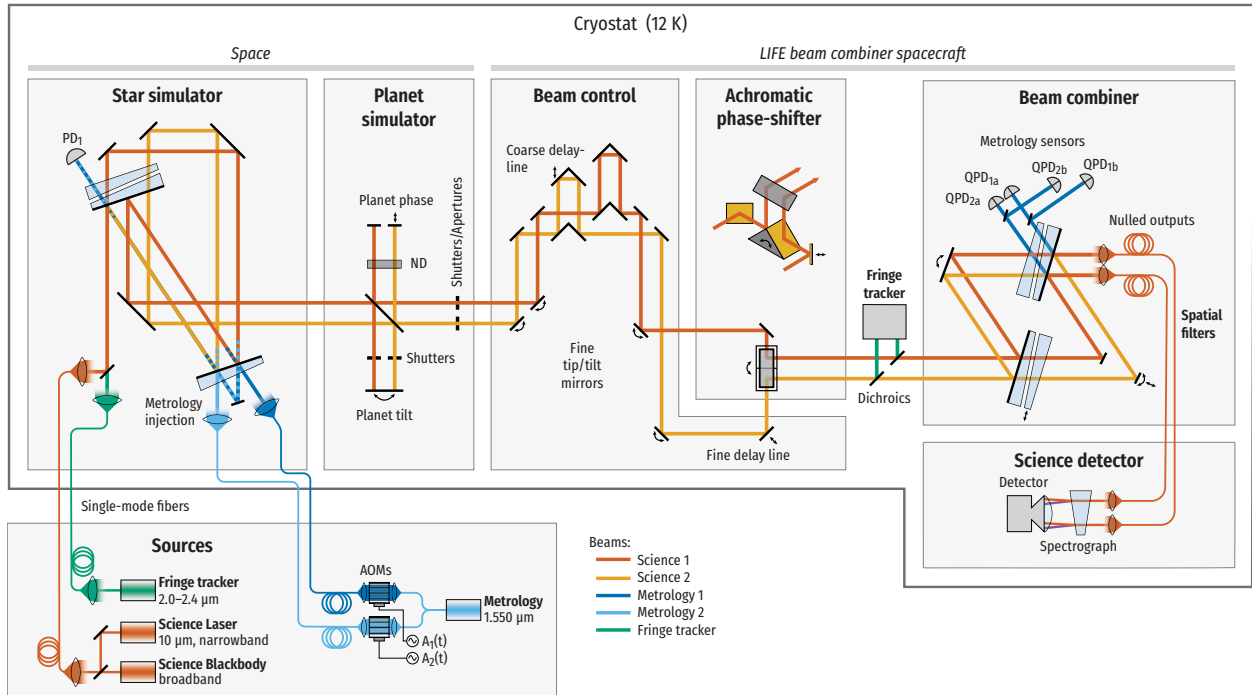 Cryostat (12 K)
Space
LIFE beam combiner spacecraft
Star simulator
PD1
Metrology
injection
Planet
simulator
Planet phase
ND
Shutters
Planet tilt
Shutters/Apertures
Beam control
Coarse delay-
line
Fine
tip/tilt
mirrors
Fine delay line
Achromatic
phase-shifter
Fringe
tracker
Dichroics
Beam combiner
Metrology sensors
QPD2b
QPD1b
QPD1a
QPD2a
Nulled outputs
Spatial
filters
Science detector
Detector
Spectrograph
Single-mode fibers
Sources
Fringe tracker
2.0–2.4 μm
Science Laser
10 μm, narrowband
Science Blackbody
broadband
AOMs
Metrology
1.550 μm
A1(t)
A2(t)
Beams:
Science 1
Science 2
Metrology 1
Metrology 2
Fringe tracker